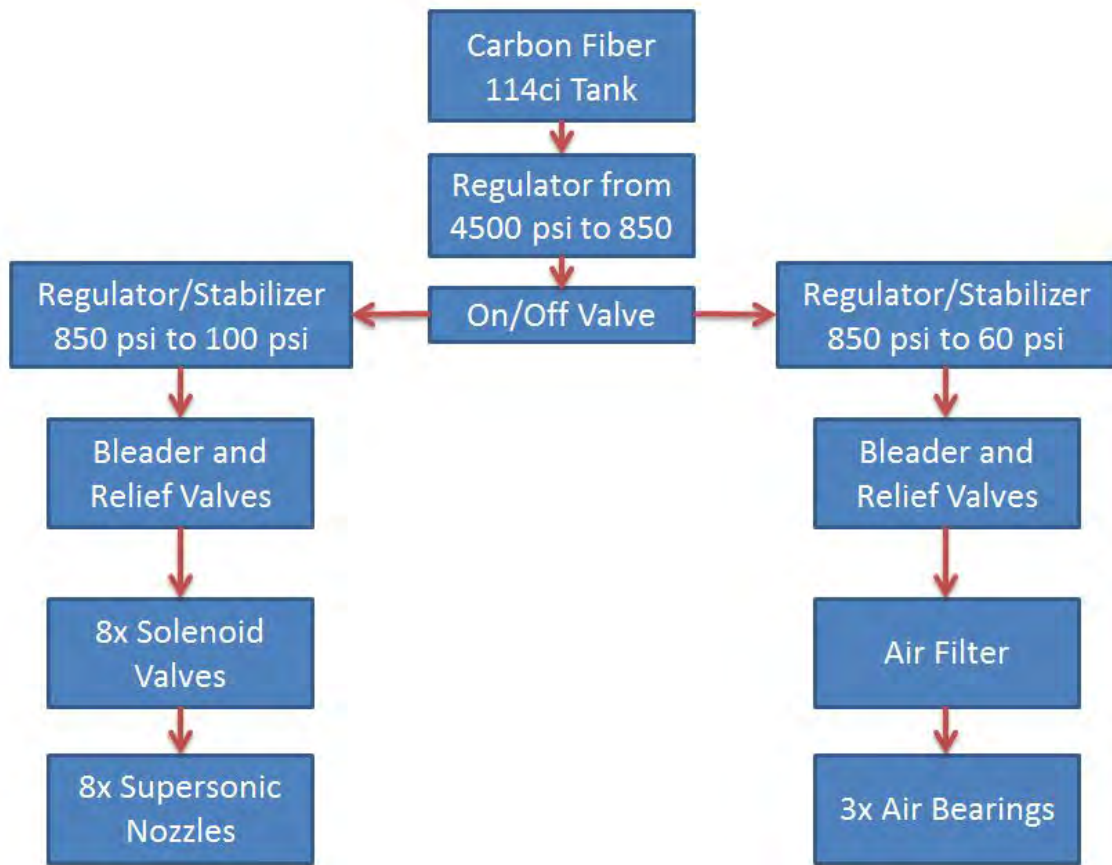 Carbon Fiber
114ci Tank
Regulator from
4500 psi to 850
On/Off Valve
Regulator/Stabilizer
850 psi to 100 psi
Bleader and
Relief Valves
8x Solenoid
Valves
8x Supersonic
Nozzles
Regulator/Stabilizer
850 psi to 60 psi
Bleader and
Relief Valves
Air Filter
3x Air Bearings